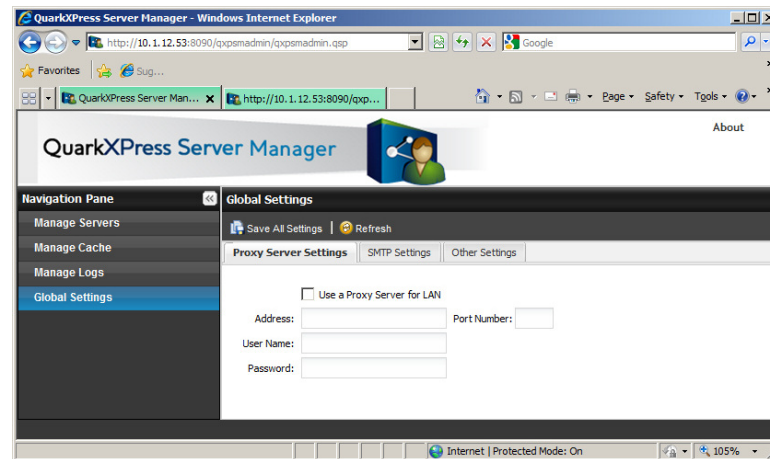 QuarkXPress Server Manager - Windows Internet Explorer
http://10.1.12.53:8090/qxpsmadmin/qxpsmadmin.qsp
Google
Favorites
Sug...
QuarkXPress Server Man...
http://10.1.12.53:8090/qxp...
Page
Safety
Tools
QuarkXPress Server Manager
About
Navigation Pane
Global Settings
Manage Servers
Manage Cache
Manage Logs
Global Settings
Save All Settings
Refresh
Proxy Server Settings
SMTP Settings
Other Settings
Use a Proxy Server for LAN
Address:
Port Number:
User Name:
Password:
Internet | Protected Mode: On
105%